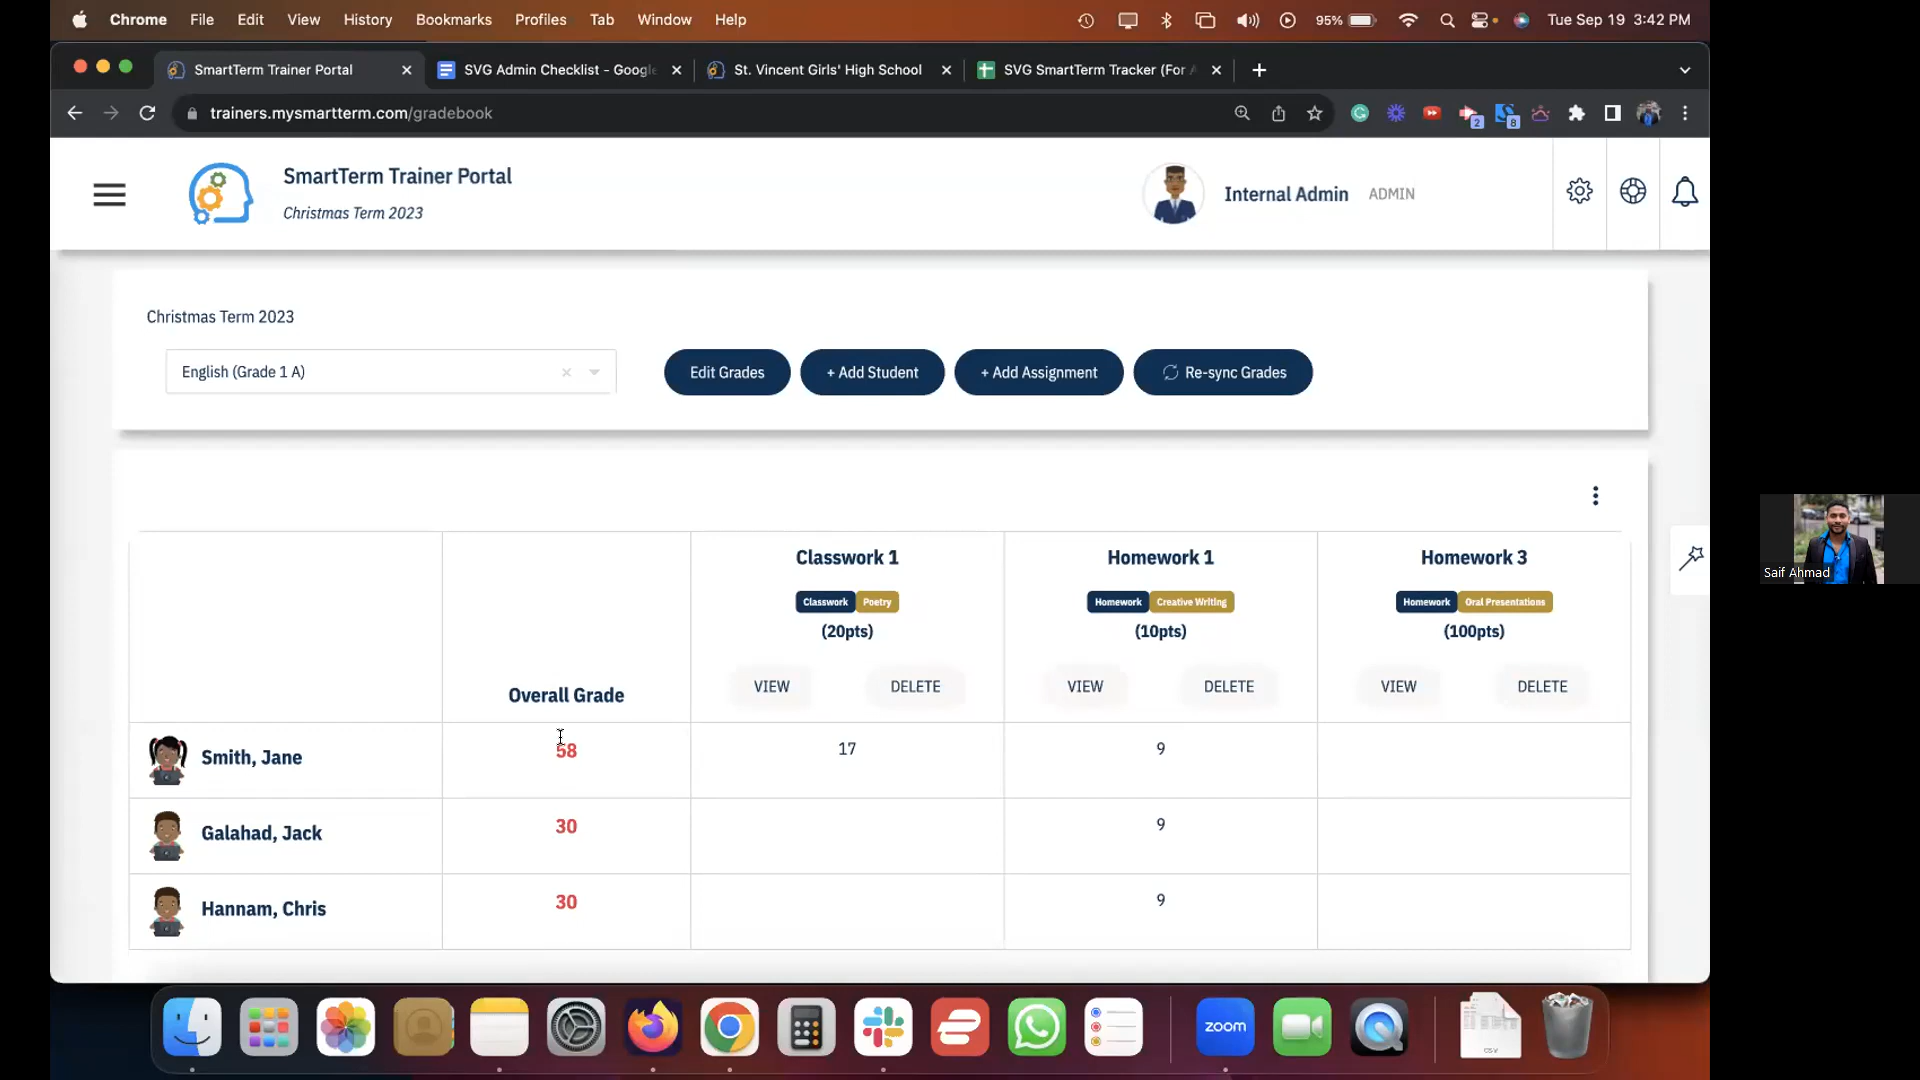 Chrome File Edit View History Bookmarks Profiles Tab Window Help 95% Tue Sep 19 3:42 PM
SmartTerm Trainer Portal SVG Admin Checklist - Google St. Vincent Girls' High School SVG SmartTerm Tracker (For
trainers.mysmartterm.com/gradebook
2 8
SmartTerm Trainer Portal
Christmas Term 2023
Internal Admin ADMIN
Christmas Term 2023
English (Grade 1 A)
Edit Grades + Add Student + Add Assignment Re-sync Grades
Classwork 1 Homework 1 Homework 3
Classwork Poetry Homework Creative Writing Homework Oral Presentations
(20pts) (10pts) (100pts)
VIEW DELETE VIEW DELETE VIEW DELETE
Overall Grade
Smith, Jane 58 17 9
Galahad, Jack 30 9
Hannam, Chris 30 9
Saif Ahmad
zoom
CSV